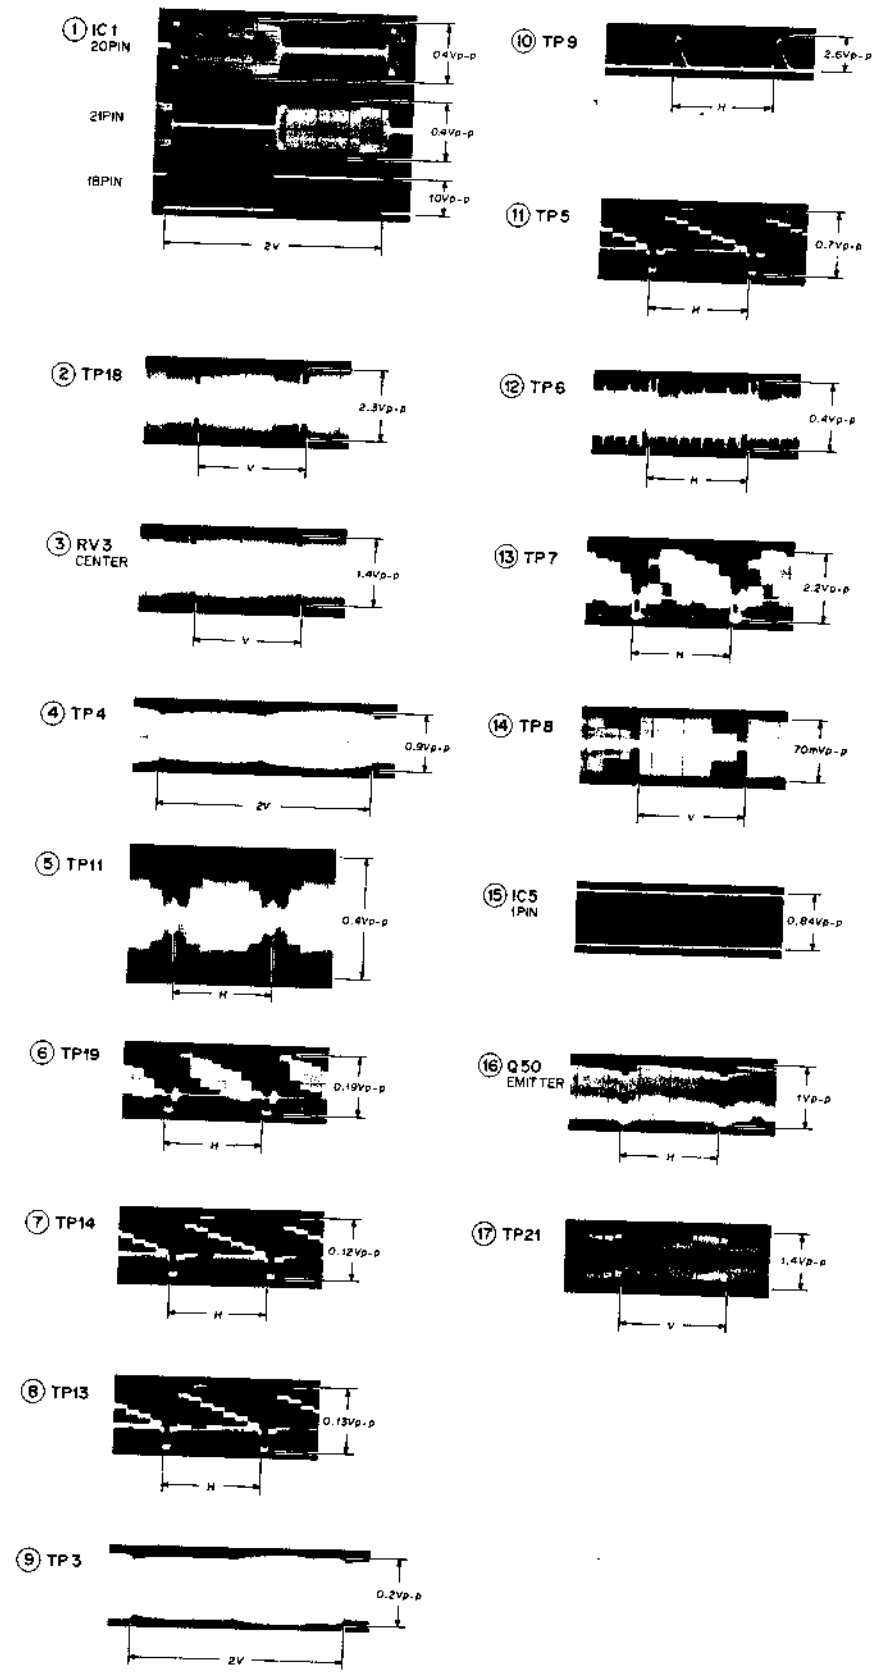 ① IC1
20PIN
0.4Vp-p
21PIN
0.4Vp-p
18PIN
10Vp-p
2V
② TP18
2.3Vp-p
V
③ RV3
CENTER
1.4Vp-p
V
④ TP4
0.9Vp-p
2V
⑤ TP11
0.4Vp-p
H
⑥ TP19
0.19Vp-p
H
⑦ TP14
0.12Vp-p
H
⑧ TP13
0.13Vp-p
H
⑨ TP3
0.2Vp-p
2V
⑩ TP9
2.6Vp-p
H
⑪ TP5
0.7Vp-p
H
⑫ TP6
0.4Vp-p
H
⑬ TP7
2.2Vp-p
H
⑭ TP8
70mVp-p
V
⑮ IC5
1PIN
0.84Vp-p
⑯ Q50
EMITTER
1Vp-p
H
⑰ TP21
1.4Vp-p
V